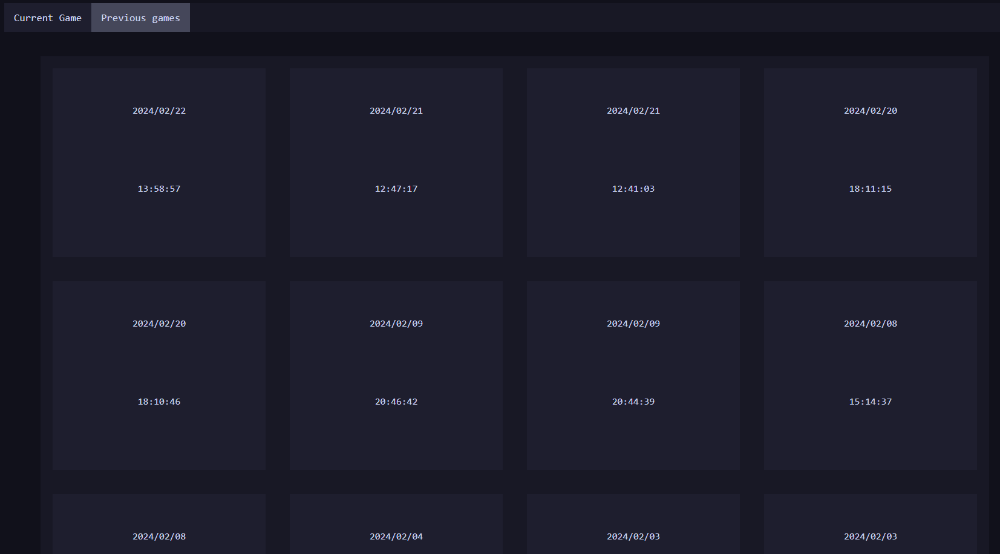 Current Game Previous games
2024/02/22 2024/02/21 2024/02/21 2024/02/20
13:58:57 12:47:17 12:41:03 18:11:15
2024/02/20 2024/02/09 2024/02/09 2024/02/08
18:10:46 20:46:42 20:44:39 15:14:37
2024/02/08 2024/02/04 2024/02/03 2024/02/03